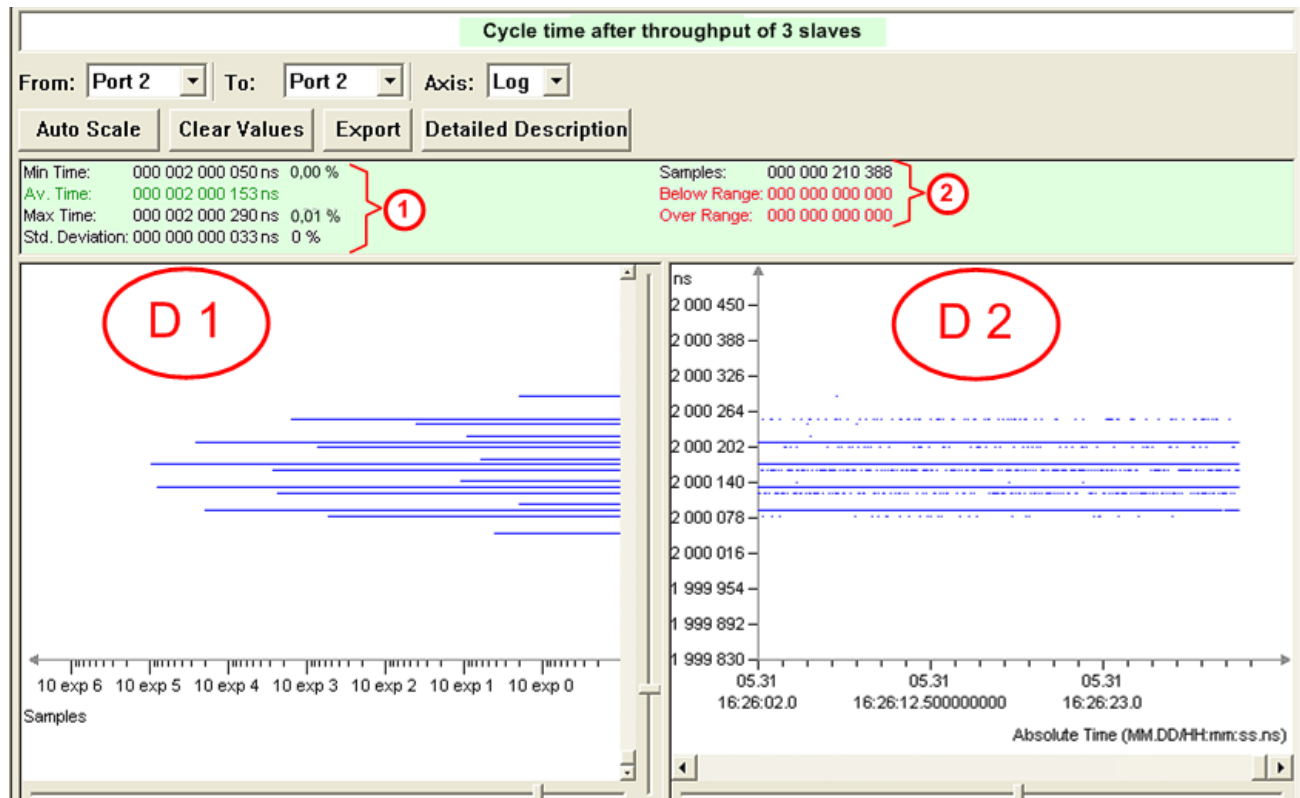 Cycle time after throughput of 3 slaves
From: Port 2 To: Port 2 Axis: Log
Auto Scale Clear Values Export Detailed Description
Min Time: 000 002 000 050 ns 0,00 %
Av. Time: 000 002 000 153 ns
Max Time: 000 002 000 290 ns 0,01 %
Std. Deviation: 000 000 000 033 ns 0 %
1
Samples: 000 000 210 388
Below Range: 000 000 000 000
Over Range: 000 000 000 000
2
D 1
10 exp 6 10 exp 5 10 exp 4 10 exp 3 10 exp 2 10 exp 1 10 exp 0
Samples
D 2
ns
2 000 450
2 000 388
2 000 326
2 000 264
2 000 202
2 000 140
2 000 078
2 000 016
1 999 954
1 999 892
1 999 830
05.31 05.31 05.31
16:26:02.0 16:26:12.500000000 16:26:23.0
Absolute Time (MM.DD/HH:mm:ss.ns)